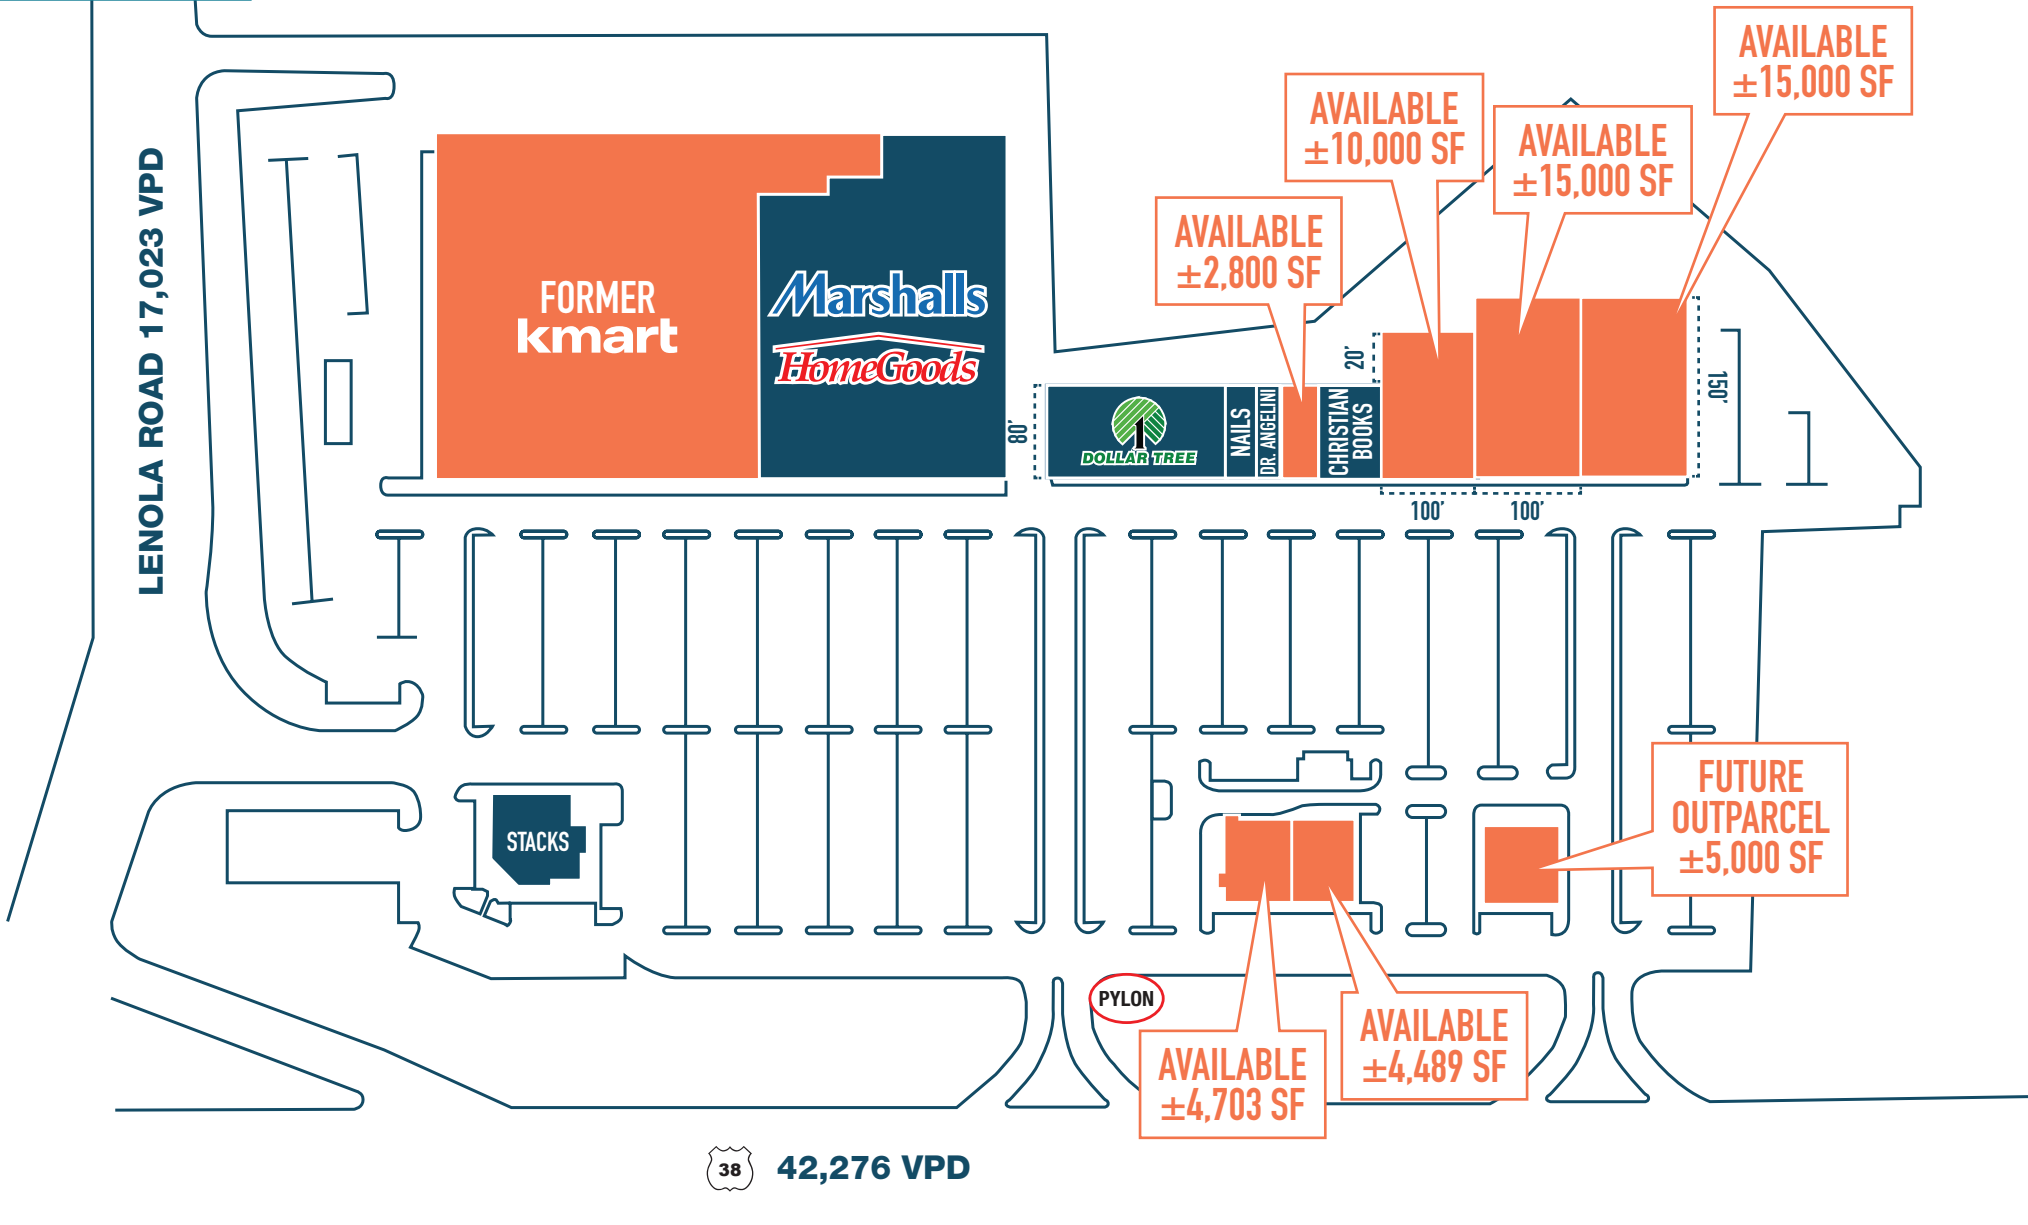 AVAILABLE
±15,000 SF
AVAILABLE
±10,000 SF
AVAILABLE
±15,000 SF
AVAILABLE
±2,800 SF
LENOLA ROAD 17,023 VPD
FORMER
kmart
Marshalls
HomeGoods
80'
1
DOLLAR TREE
NAILS
DR. ANGELINI
CHRISTIAN
BOOKS
20'
150'
100'
100'
STACKS
FUTURE
OUTPARCEL
±5,000 SF
PYLON
AVAILABLE
±4,703 SF
AVAILABLE
±4,489 SF
38
42,276 VPD